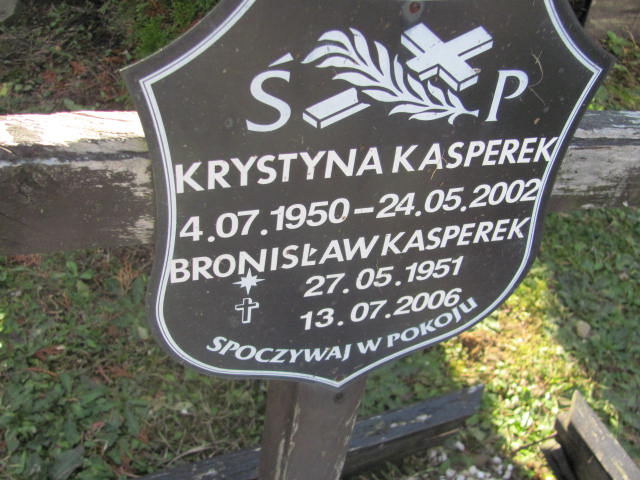 Ś P
KRYSTYNA KASPEREK
4.07.1950-24.05.2002
BRONISŁAW KASPEREK
27.05.1951
13.07.2006
SPOCZYWAJ W POKOJU